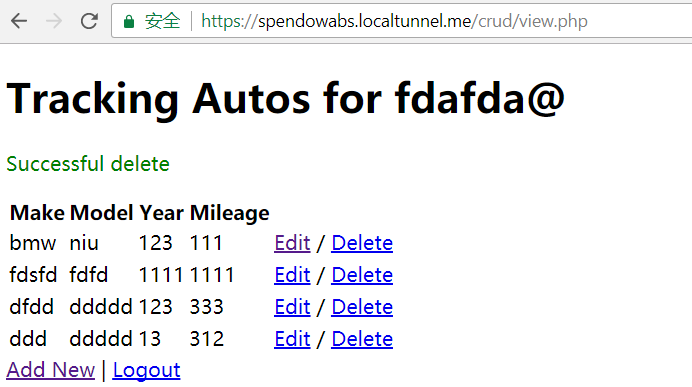 安全 https://spendowabs.localtunnel.me/crud/view.php
Tracking Autos for fdafda@
Successful delete
Make Model Year Mileage
bmw niu 123 111 Edit / Delete
fdsfd fdfd 1111 1111 Edit / Delete
dfdd ddddd 123 333 Edit / Delete
ddd ddddd 13 312 Edit / Delete
Add New | Logout